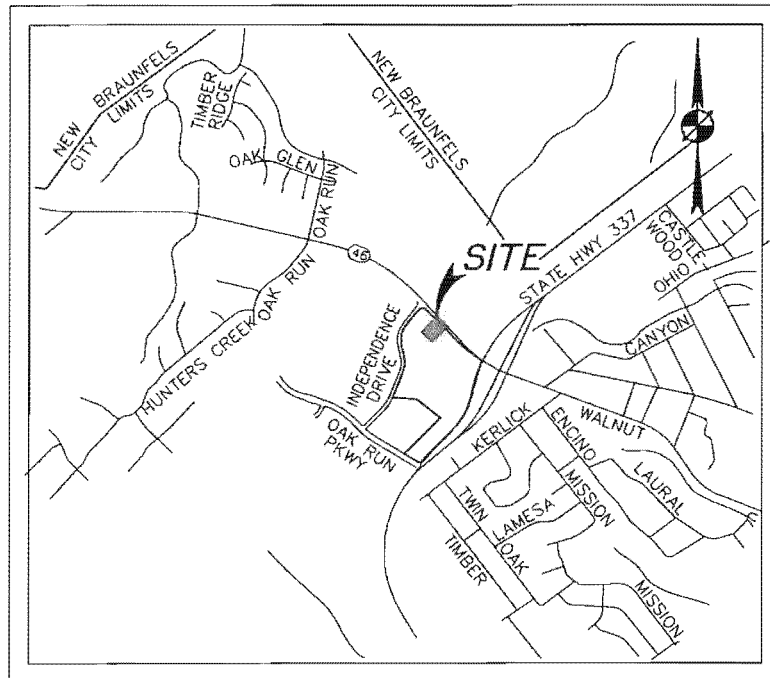 NEW BRAUNFELS
CITY LIMITS
TIMBER
RIDGE
OAK GLEN
OAK RUN
NEW BRAUNFELS
CITY LIMITS
46
SITE
STATE HWY 337
CASTLE
WOOD
OHIO
CANYON
OAK RUN
HUNTERS CREEK
INDEPENDENCE
DRIVE
OAK RUN
PKWY
KERLICK
WALNUT
ENCINO
LAURAL
MISSION
TWIN
OAK
LAMESA
TIMBER
MISSION